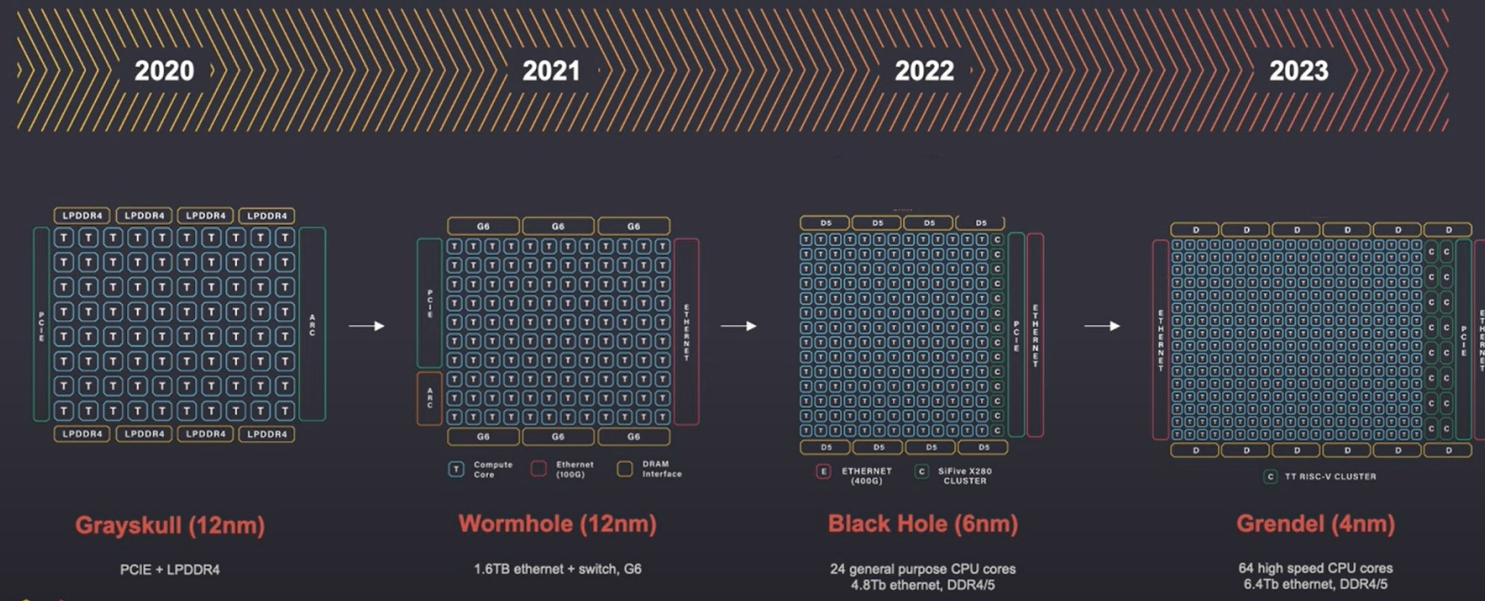 2020
2021
2022
2023
LPDDR4 LPDDR4 LPDDR4 LPDDR4
PCIE
T T T T T T T T T T
T T T T T T T T T T
T T T T T T T T T T
T T T T T T T T T T
T T T T T T T T T T
T T T T T T T T T T
T T T T T T T T T T
T T T T T T T T T T
ARC
LPDDR4 LPDDR4 LPDDR4 LPDDR4
Grayskull (12nm)
PCIE + LPDDR4
G6 G6 G6
PCIE
ARC
T T T T T T T T T T T T
T T T T T T T T T T T T
T T T T T T T T T T T T
T T T T T T T T T T T T
T T T T T T T T T T T T
T T T T T T T T T T T T
T T T T T T T T T T T T
T T T T T T T T T T T T
T T T T T T T T T T T T
T T T T T T T T T T T T
ETHERNET
G6 G6 G6
T Compute
Core
Ethernet
(100G)
DRAM
Interface
Wormhole (12nm)
1.6TB ethernet + switch, G6
D5 D5 D5 D5
T T T T T T T T T T T T T C
T T T T T T T T T T T T T C
T T T T T T T T T T T T T C
T T T T T T T T T T T T T C
T T T T T T T T T T T T T C
T T T T T T T T T T T T T C
T T T T T T T T T T T T T C
T T T T T T T T T T T T T C
T T T T T T T T T T T T T C
T T T T T T T T T T T T T C
T T T T T T T T T T T T T C
T T T T T T T T T T T T T C
T T T T T T T T T T T T T C
T T T T T T T T T T T T T C
PCIE
ETHERNET
D5 D5 D5 D5
E ETHERNET
(400G)
C SiFive X280
CLUSTER
Black Hole (6nm)
24 general purpose CPU cores
4.8Tb ethernet, DDR4/5
D D D D D D
ETHERNET
C C
C C
C C
C C
C C
C C
C C
C C
PCIE
ETHERNET
D D D D D D
C TT RISC-V CLUSTER
Grendel (4nm)
64 high speed CPU cores
6.4Tb ethernet, DDR4/5